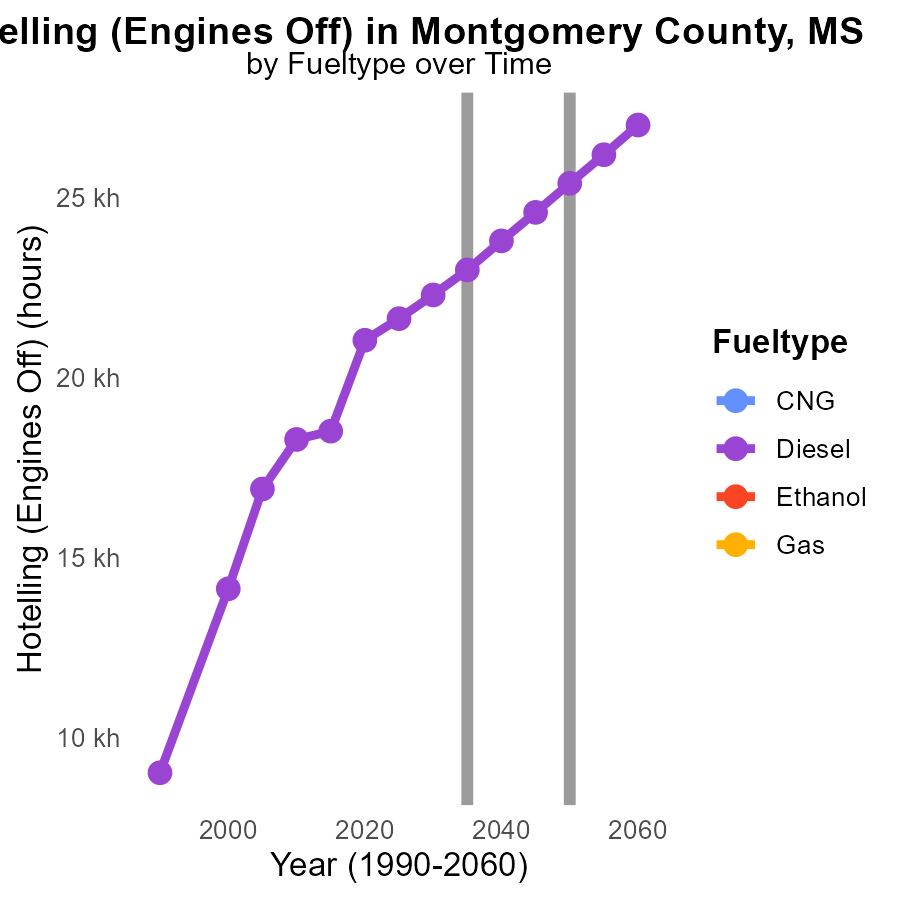 elling (Engines Off) in Montgomery County, MS
by Fueltype over Time
Hotelling (Engines Off) (hours)
25 kh
20 kh
15 kh
10 kh
2000 2020 2040 2060
Year (1990-2060)
Fueltype
CNG
Diesel
Ethanol
Gas